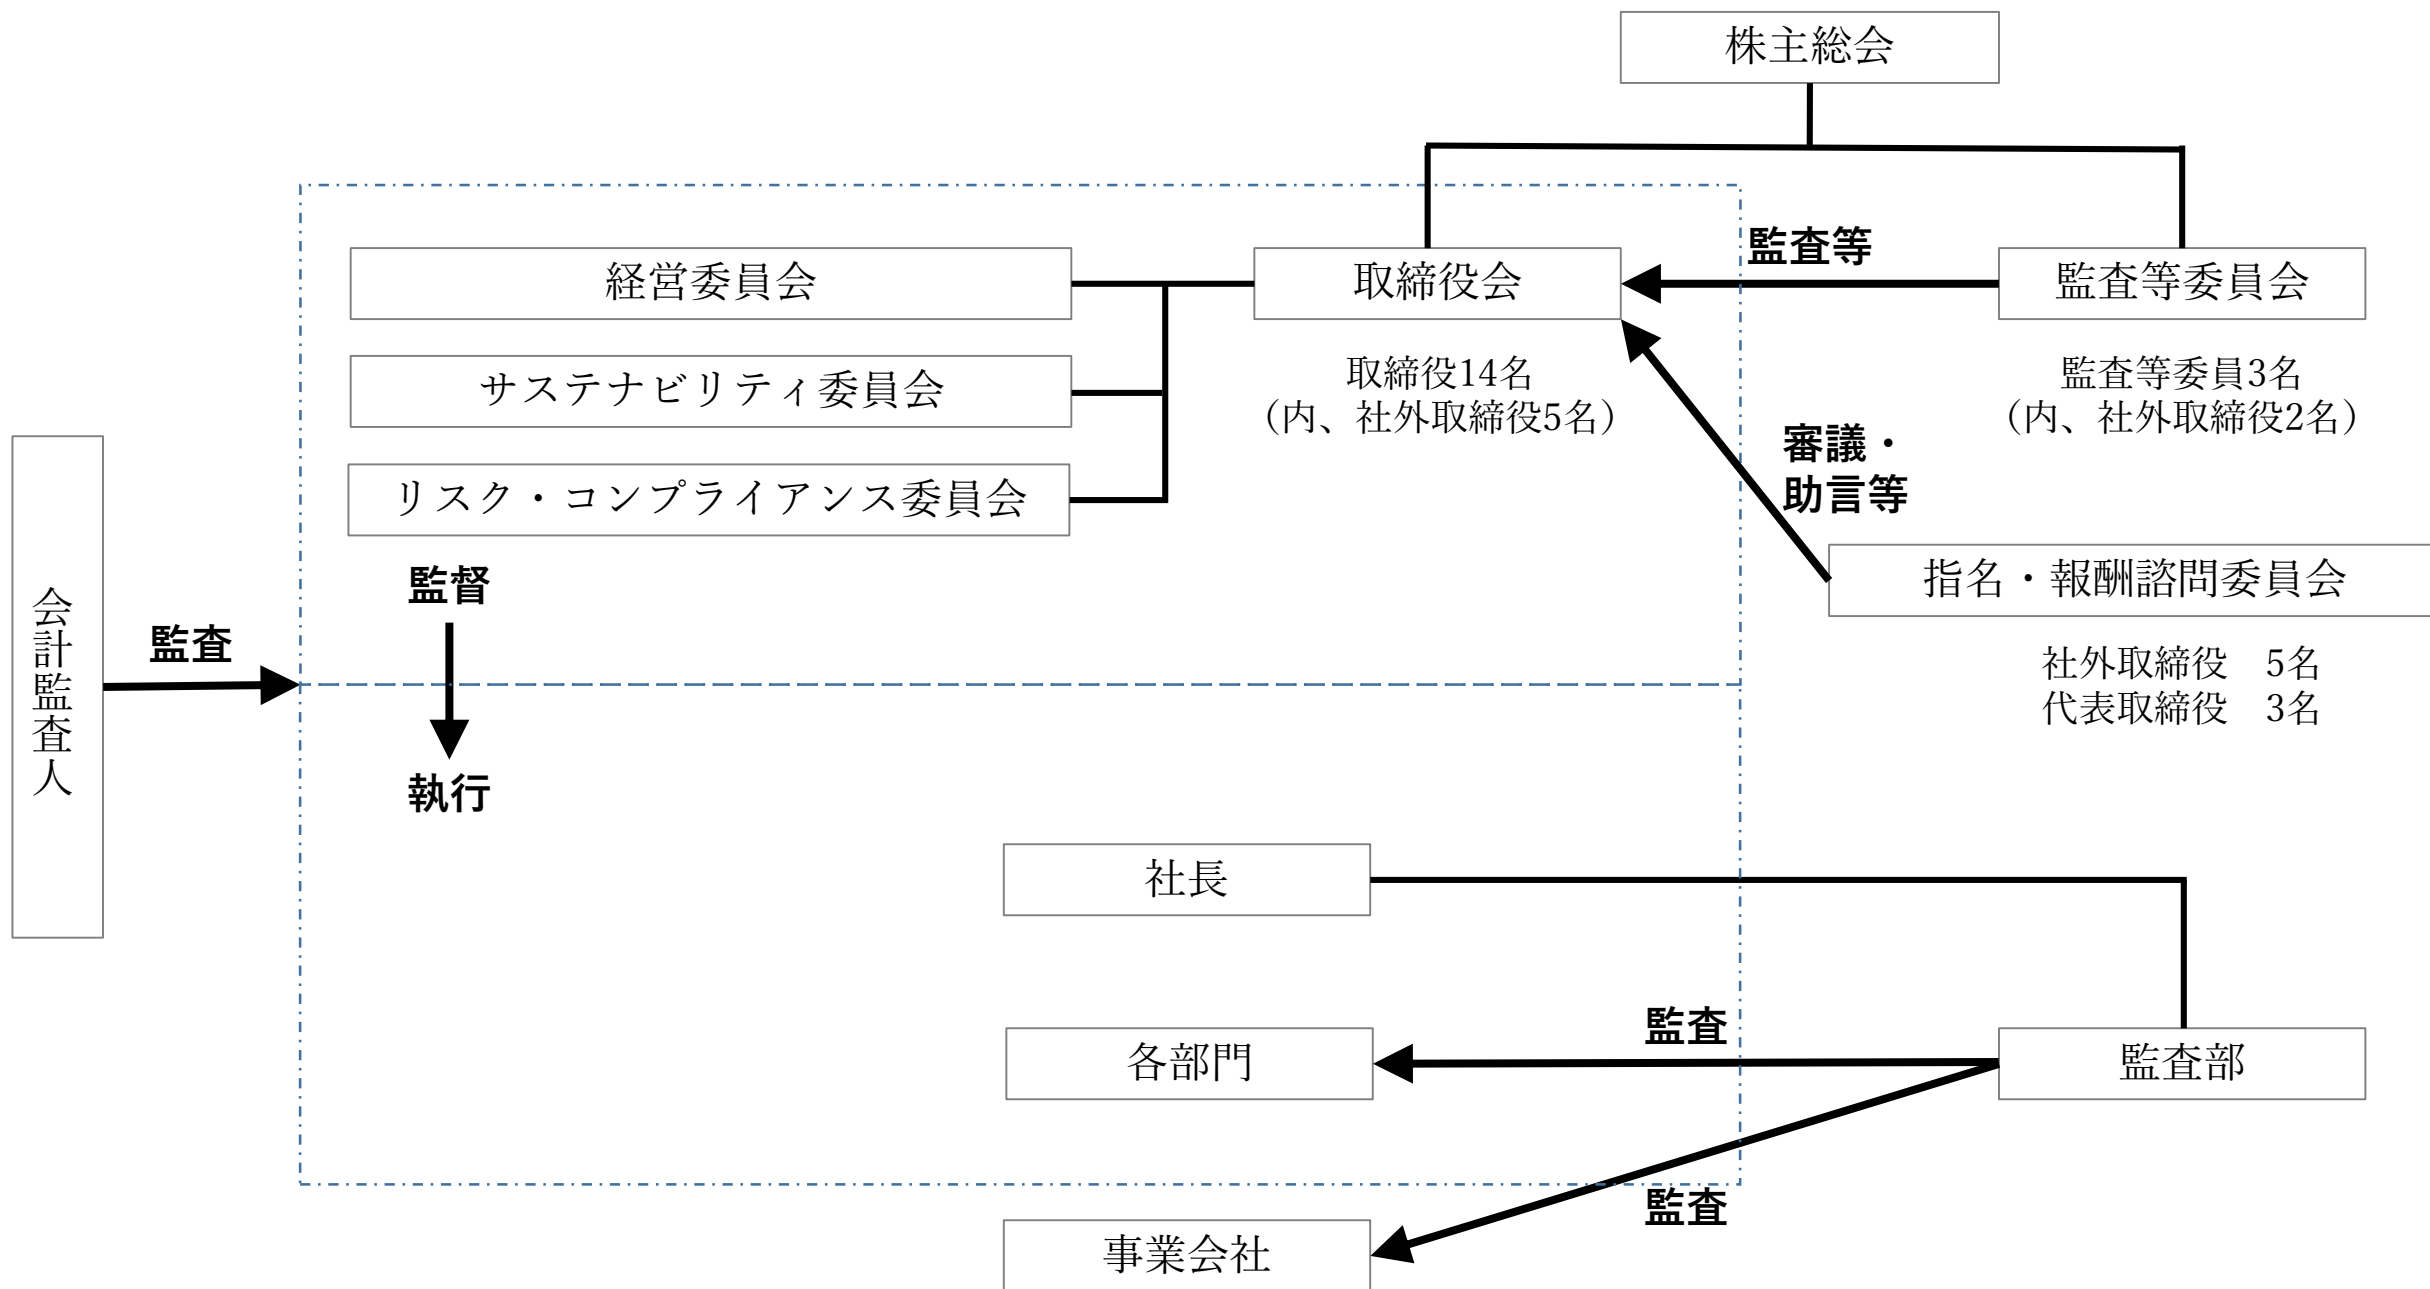 株主総会
監査等
経営委員会
取締役会
監査等委員会
サステナビリティ委員会
取締役14名
（内、社外取締役5名）
監査等委員3名
（内、社外取締役2名）
審議・
助言等
リスク・コンプライアンス委員会
指名・報酬諮問委員会
社外取締役　5名
代表取締役　3名
会計監査人
監査
監督
執行
社長
監査
各部門
監査部
監査
事業会社